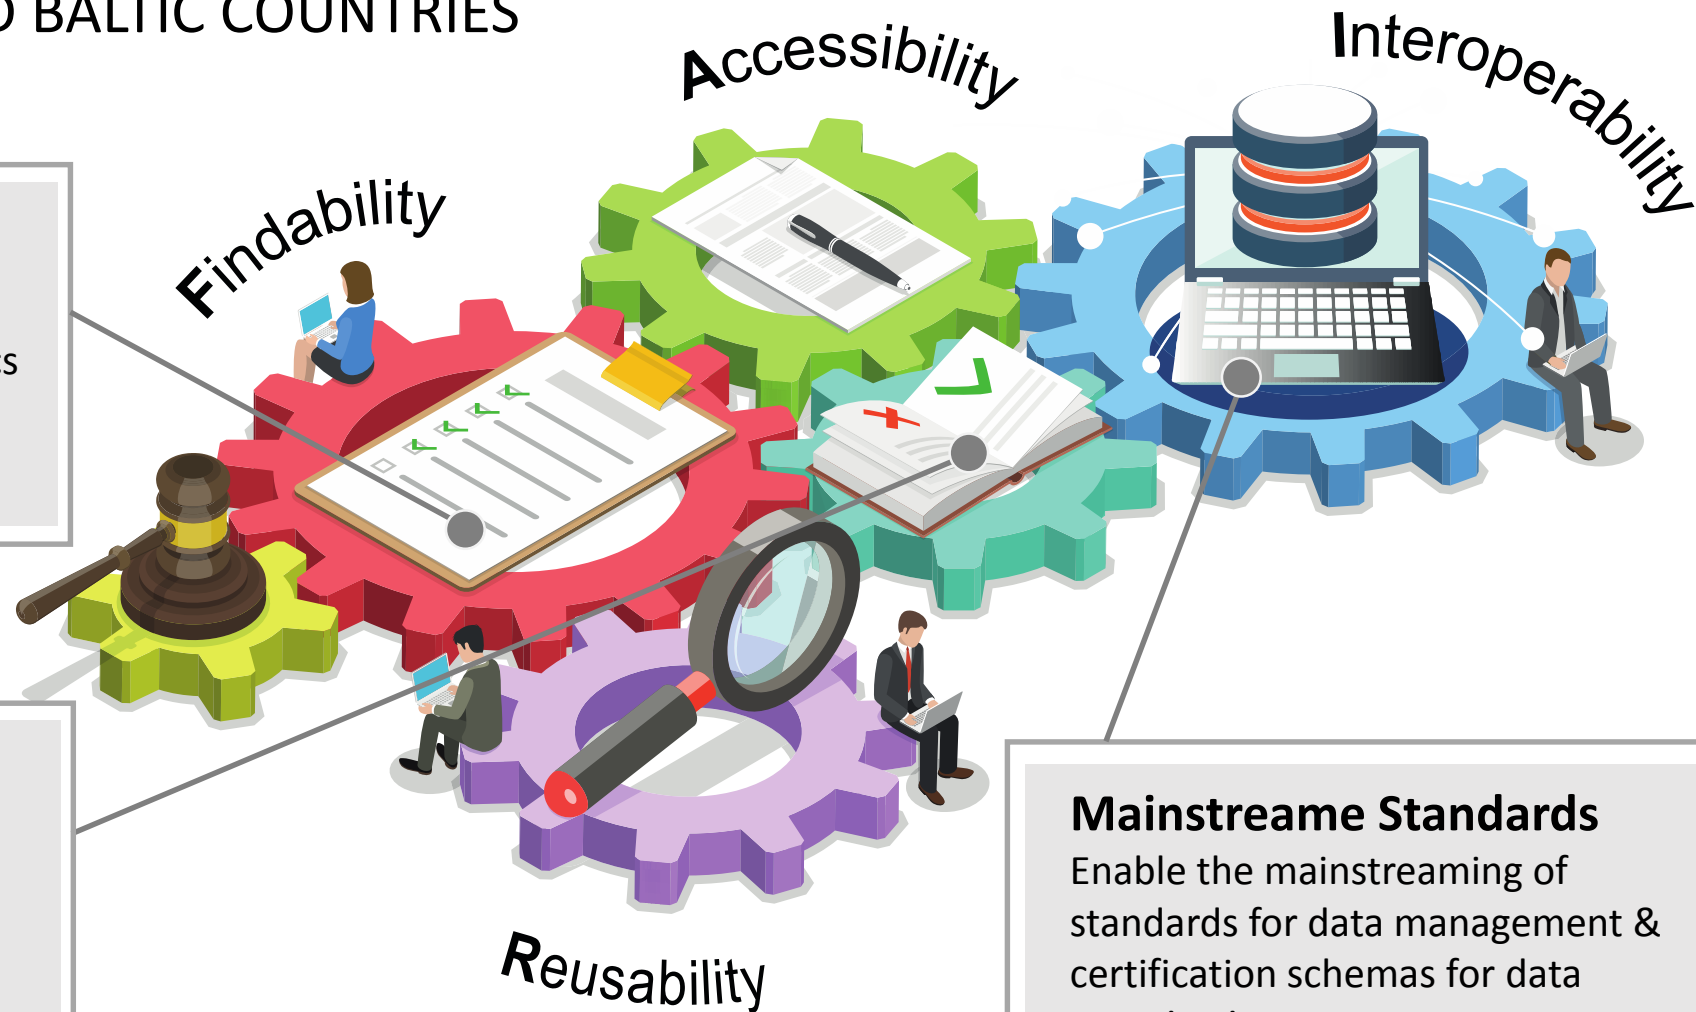 BALTIC COUNTRIES
Accessibility
Interoperability
Findability
cs
Reusability
Mainstreame Standards
Enable the mainstreaming of
standards for data management &
certification schemas for data